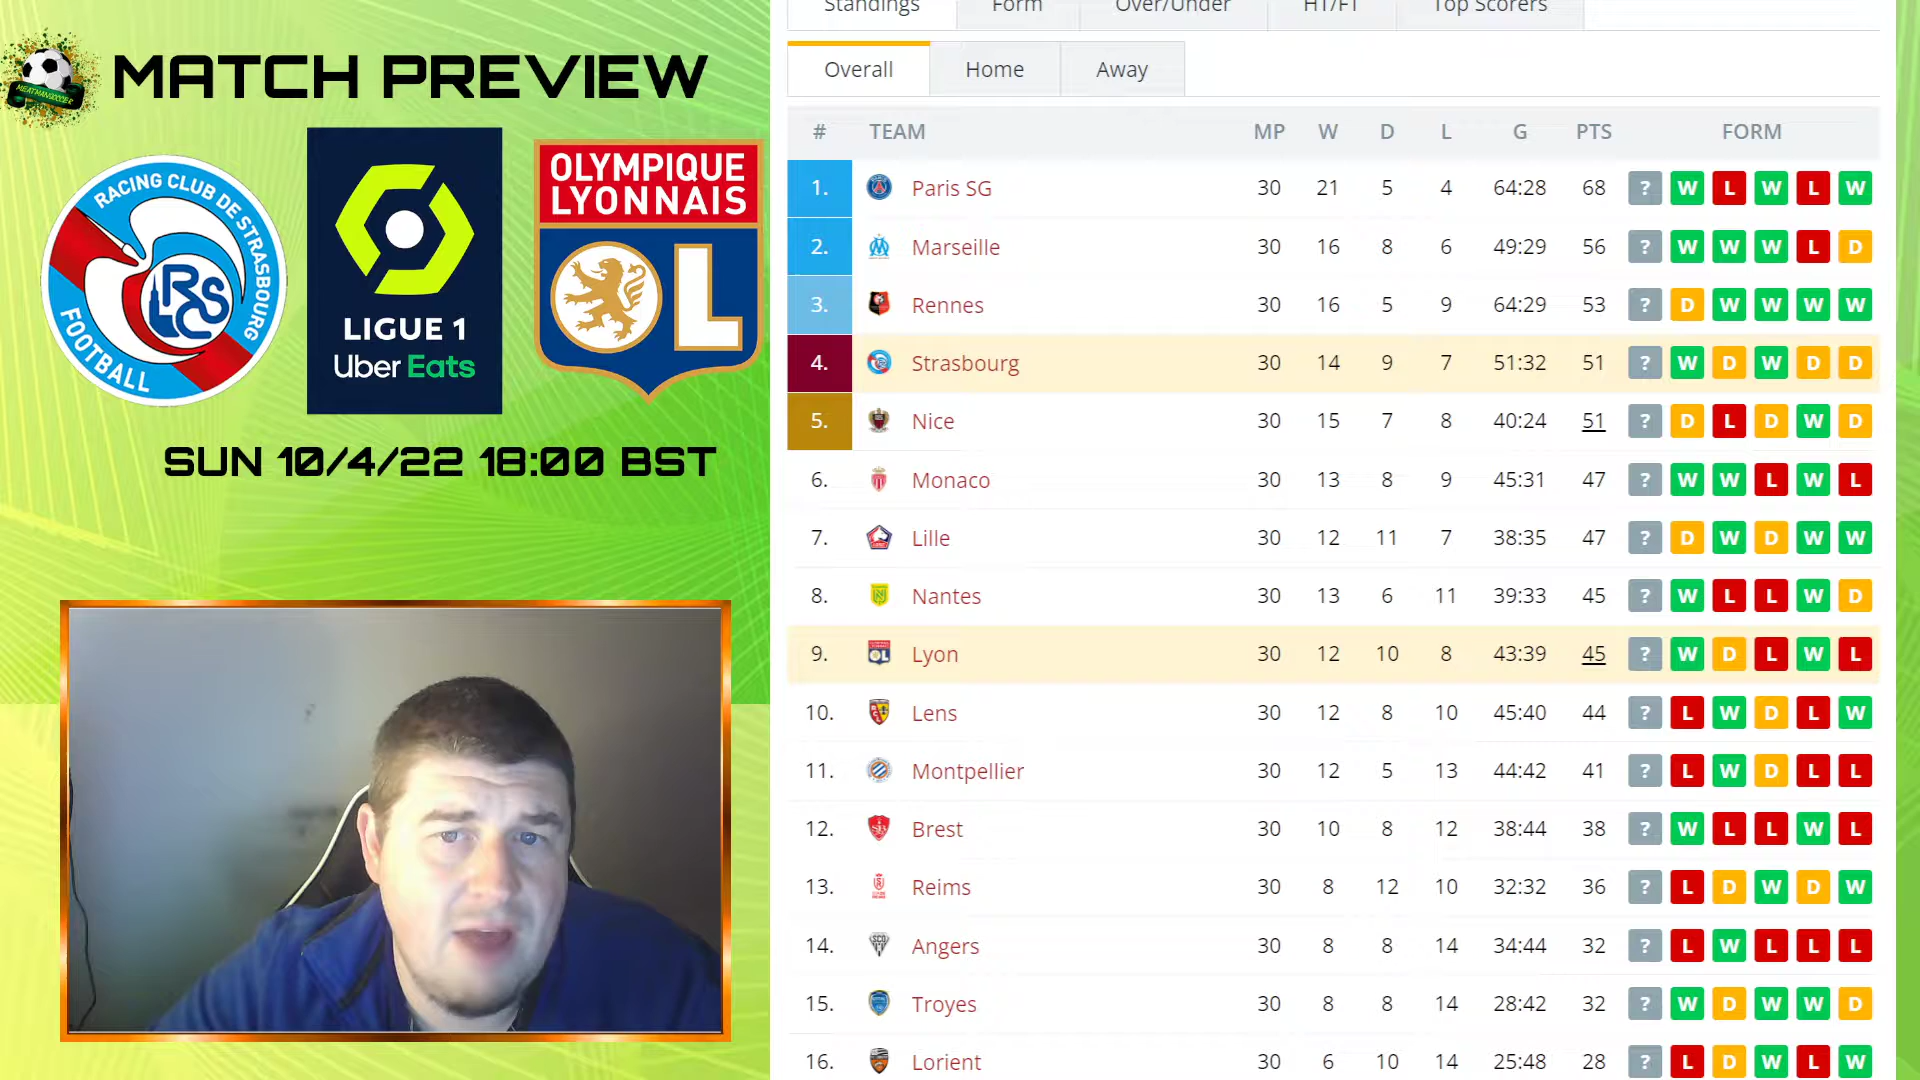 MATCH PREVIEW
MEATMANSOCCER
RACING CLUB DE STRASBOURG
FOOTBALL
RCS
LIGUE 1
Uber Eats
OLYMPIQUE
LYONNAIS
OL
SUN 10/4/22 18:00 BST
Standings Form Over/Under HT/FT Top Scorers
Overall Home Away
# TEAM MP W D L G PTS FORM
1. Paris SG 30 21 5 4 64:28 68 ? W L W L W
2. Marseille 30 16 8 6 49:29 56 ? W W W L D
3. Rennes 30 16 5 9 64:29 53 ? D W W W W
4. Strasbourg 30 14 9 7 51:32 51 ? W D W D D
5. Nice 30 15 7 8 40:24 51 ? D L D W D
6. Monaco 30 13 8 9 45:31 47 ? W W L W L
7. Lille 30 12 11 7 38:35 47 ? D W D W W
8. Nantes 30 13 6 11 39:33 45 ? W L L W D
9. Lyon 30 12 10 8 43:39 45 ? W D L W L
10. Lens 30 12 8 10 45:40 44 ? L W D L W
11. Montpellier 30 12 5 13 44:42 41 ? L W D L L
12. Brest 30 10 8 12 38:44 38 ? W L L W L
13. Reims 30 8 12 10 32:32 36 ? L D W D W
14. Angers 30 8 8 14 34:44 32 ? L W L L L
15. Troyes 30 8 8 14 28:42 32 ? W D W W D
16. Lorient 30 6 10 14 25:48 28 ? L D W L W